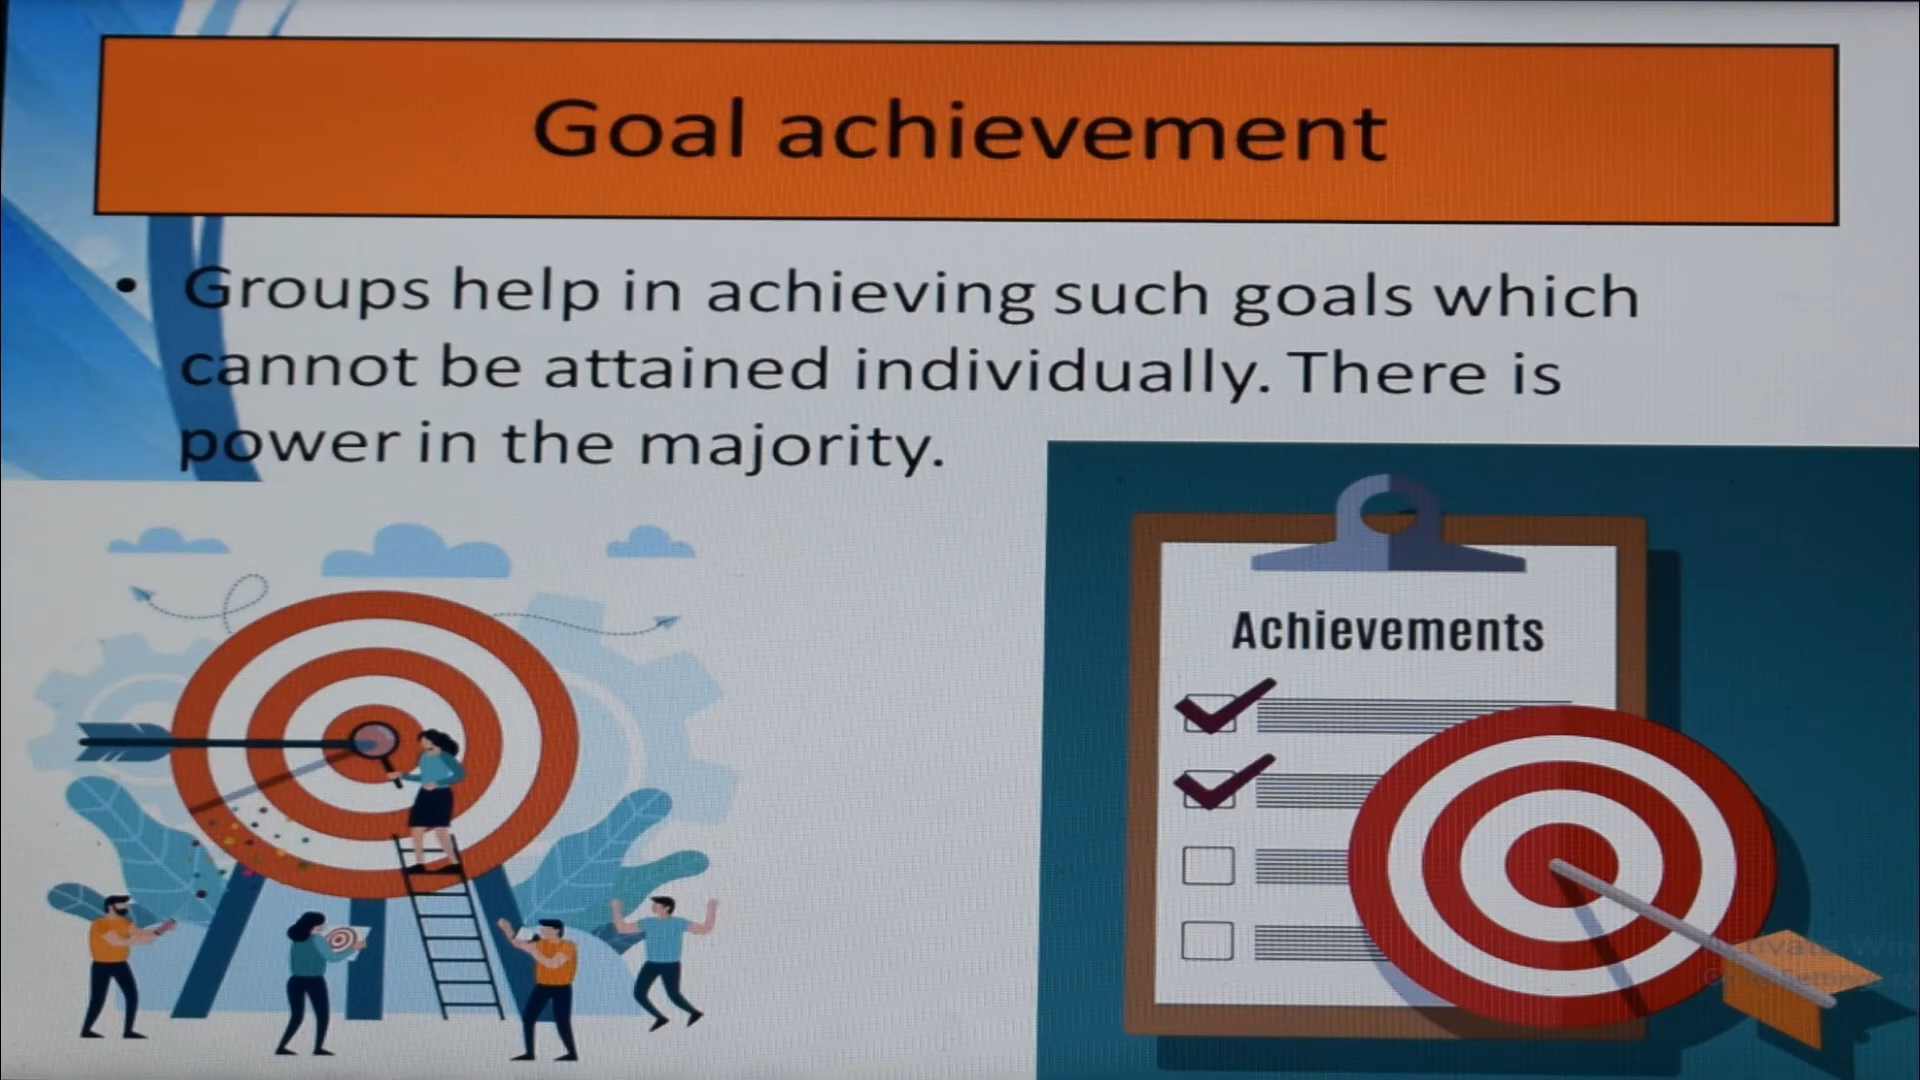 Goal achievement
• Groups help in achieving such goals which
cannot be attained individually. There is
power in the majority.
Achievements